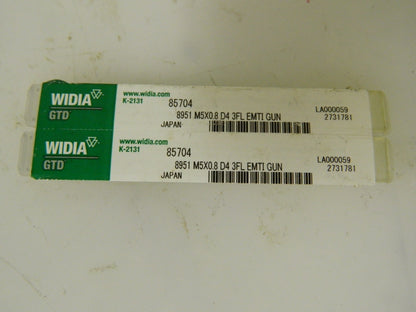 WIDIA
GTD
www.widia.com
K-2131
85704
8951 M5X0.8 D4 3FL EMTI GUN
JAPAN
LA000059
2731781
WIDIA
GTD
www.widia.com
K-2131
85704
8951 M5X0.8 D4 3FL EMTI GUN
JAPAN
LA000059
2731781